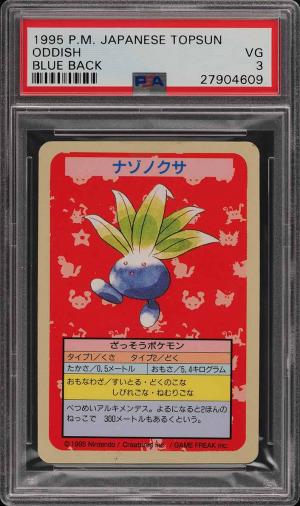 1995 P.M. JAPANESE TOPSUN
ODDISH
VG
BLUE BACK
3
PSA
27904609
ナゾノクサ
ざっそうポケモン
タイプ1/くさ タイプ2/どく
たかさ/0.5メートル おもさ/5.4キログラム
おもなわざ/すいとる・どくのこな
しびれごな・ねむりごな
べつめいアルキメンデス。よるになると2ほんの
ねっこで 300メートルもあるくという。
©1995 Nintendo / Creatures inc. / GAME FREAK inc.